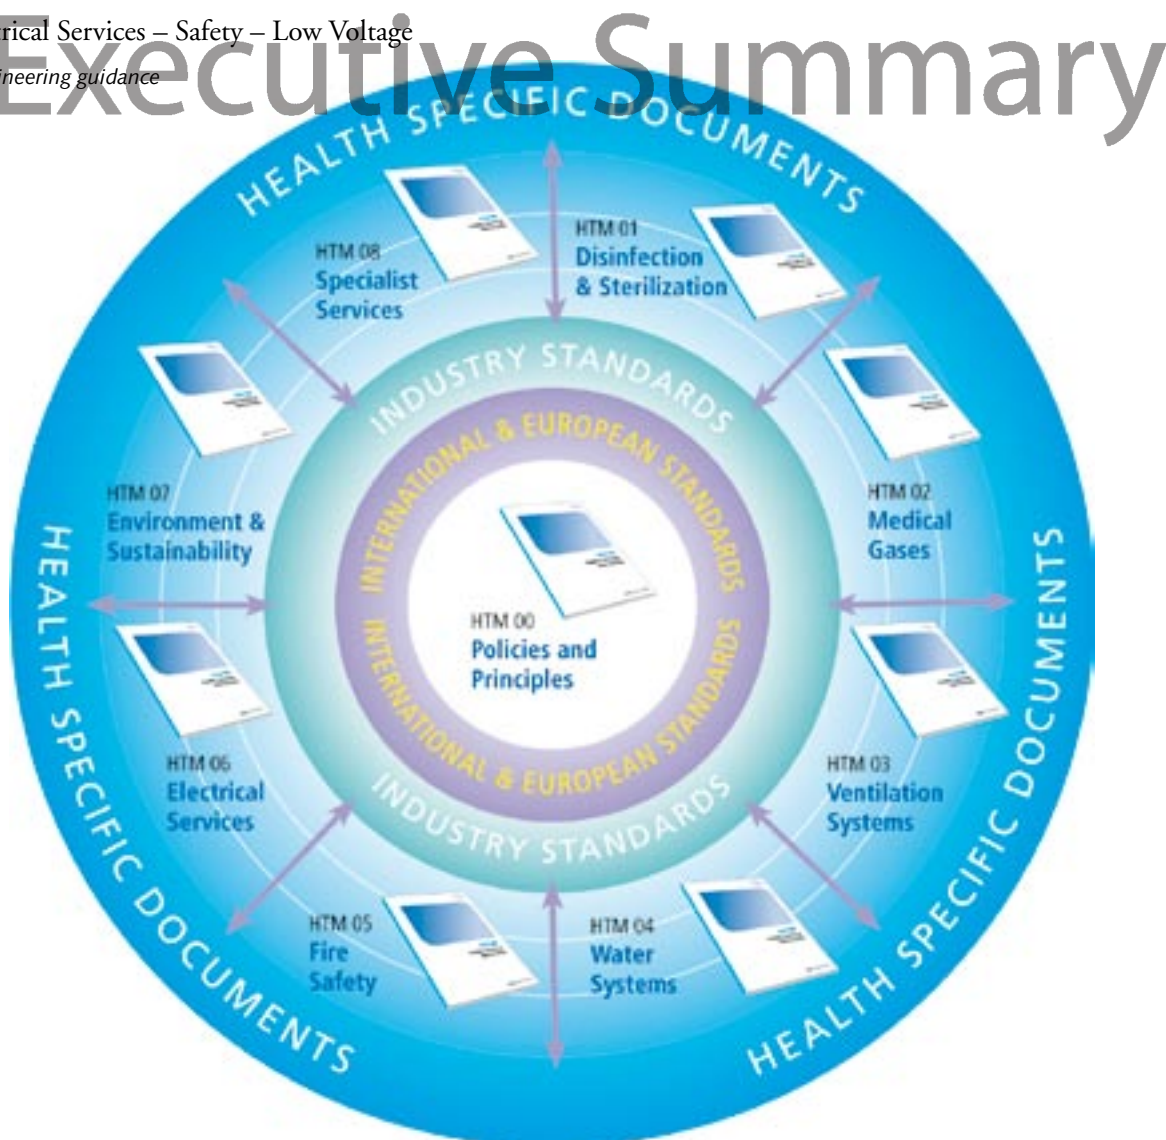 rical Services – Safety – Low Voltage
ineering guidance
Executive Summary
HEALTH SPECIFIC DOCUMENTS
HTM 08
Specialist
Services
HTM 01
Disinfection
& Sterilization
INDUSTRY STANDARDS
INTERNATIONAL & EUROPEAN STANDARDS
HTM 07
Environment &
Sustainability
HTM 02
Medical
Gases
HTM 00
Policies and
Principles
HEALTH SPECIFIC DOCUMENTS
HEALTH SPECIFIC DOCUMENTS
HTM 06
Electrical
Services
HTM 03
Ventilation
Systems
INTERNATIONAL & EUROPEAN STANDARDS
INDUSTRY STANDARDS
HTM 05
Fire
Safety
HTM 04
Water
Systems